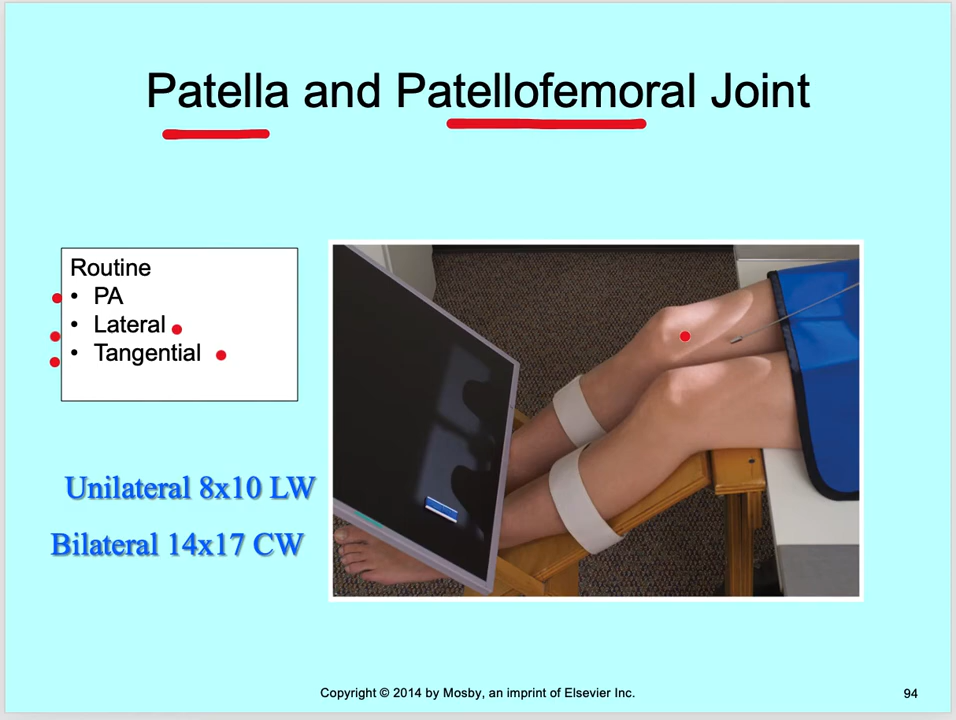 Patella and Patellofemoral Joint
Routine
• PA
• Lateral
• Tangential
Unilateral 8x10 LW
Bilateral 14x17 CW
Copyright © 2014 by Mosby, an imprint of Elsevier Inc.
94